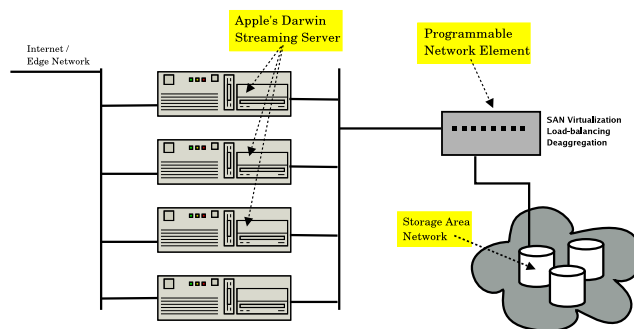 Internet /
Edge Network
Apple's Darwin
Streaming Server
Programmable
Network Element
SAN Virtualization
Load-balancing
Deaggregation
Storage Area
Network